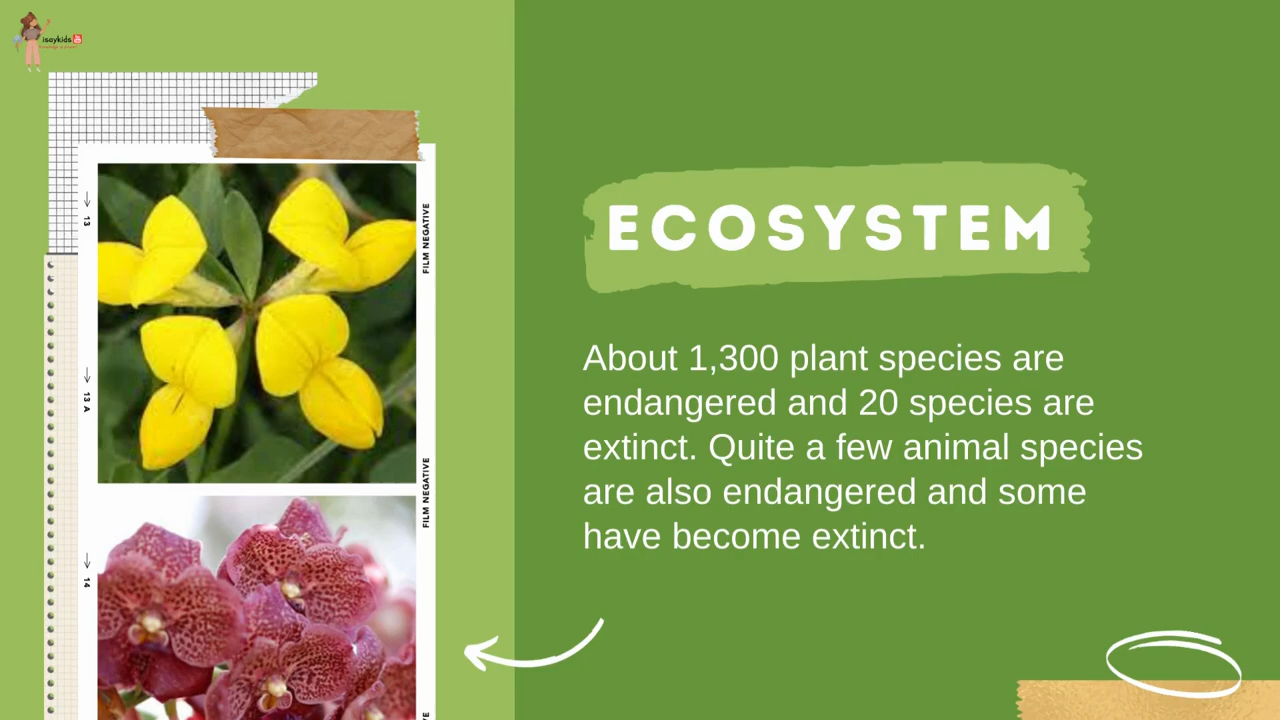 isaykids
13
FILM NEGATIVE
13 A
FILM NEGATIVE
14
ECOSYSTEM
About 1,300 plant species are
endangered and 20 species are
extinct. Quite a few animal species
are also endangered and some
have become extinct.